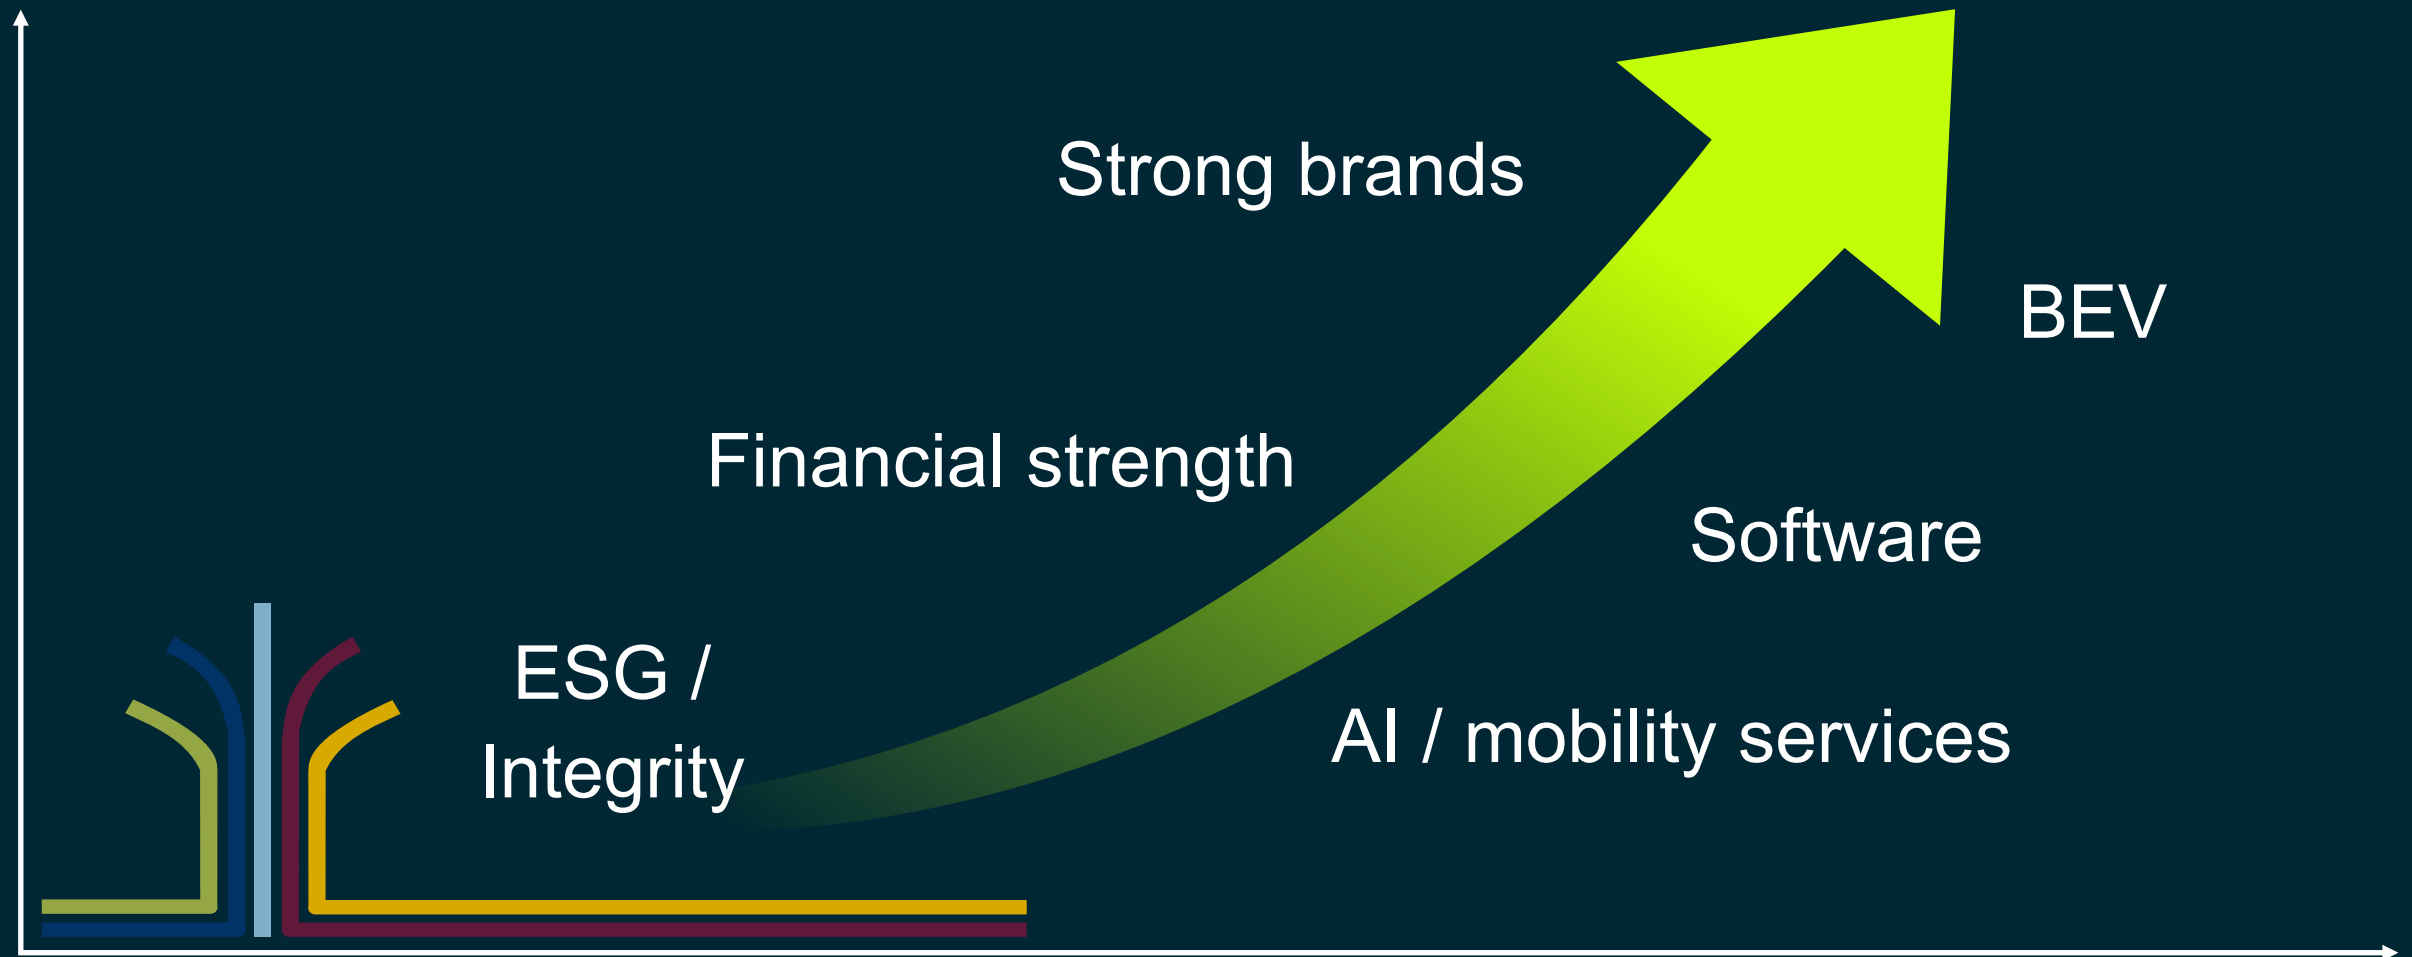 Strong brands
BEV
Financial strength
Software
ESG /
Integrity
AI / mobility services